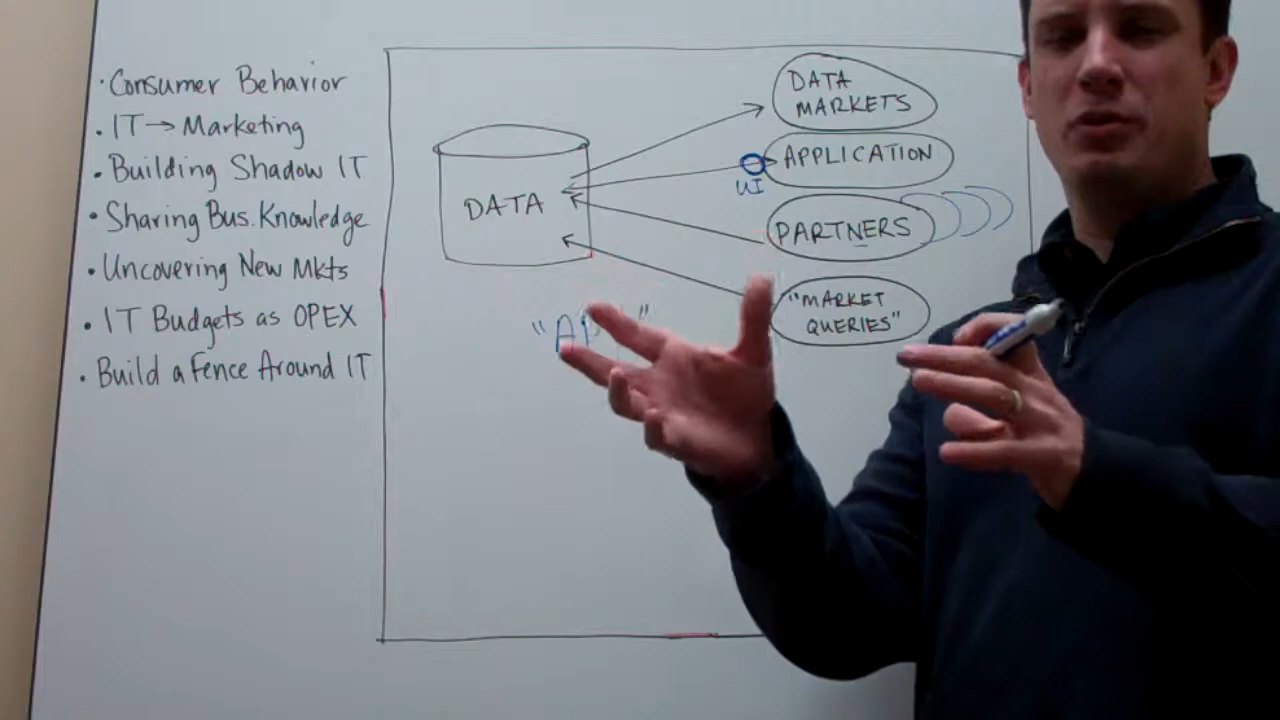 · Consumer Behavior
· IT → Marketing
· Building Shadow IT
· Sharing Bus. Knowledge
· Uncovering New Mkts
· IT Budgets as OPEX
· Build a Fence Around IT
DATA
DATA
MARKETS
APPLICATION
UI
PARTNERS
"MARKET
QUERIES"